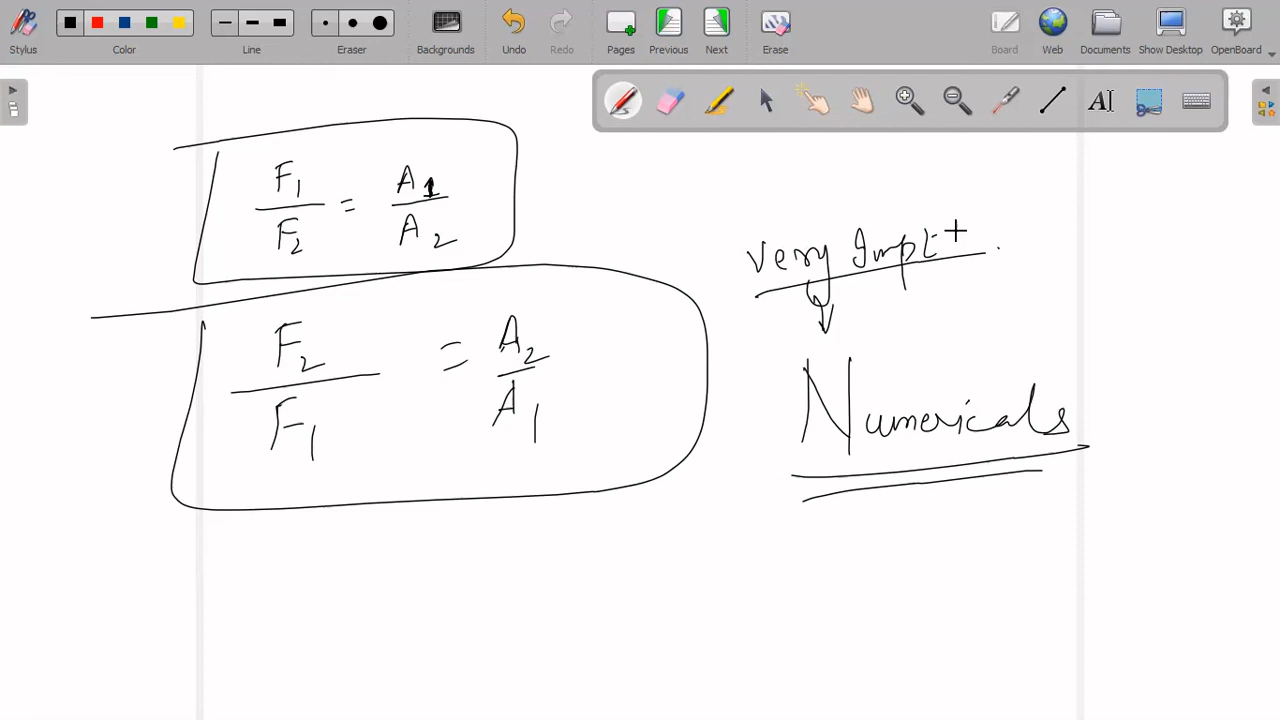 Stylus
Color
Line
Eraser
Backgrounds
Undo
Redo
Pages
Previous
Next
Erase
Board
Web
Documents
Show Desktop
OpenBoard
F1/F2 = A1/A2
F2/F1 = A2/A1
very Impt
Numericals